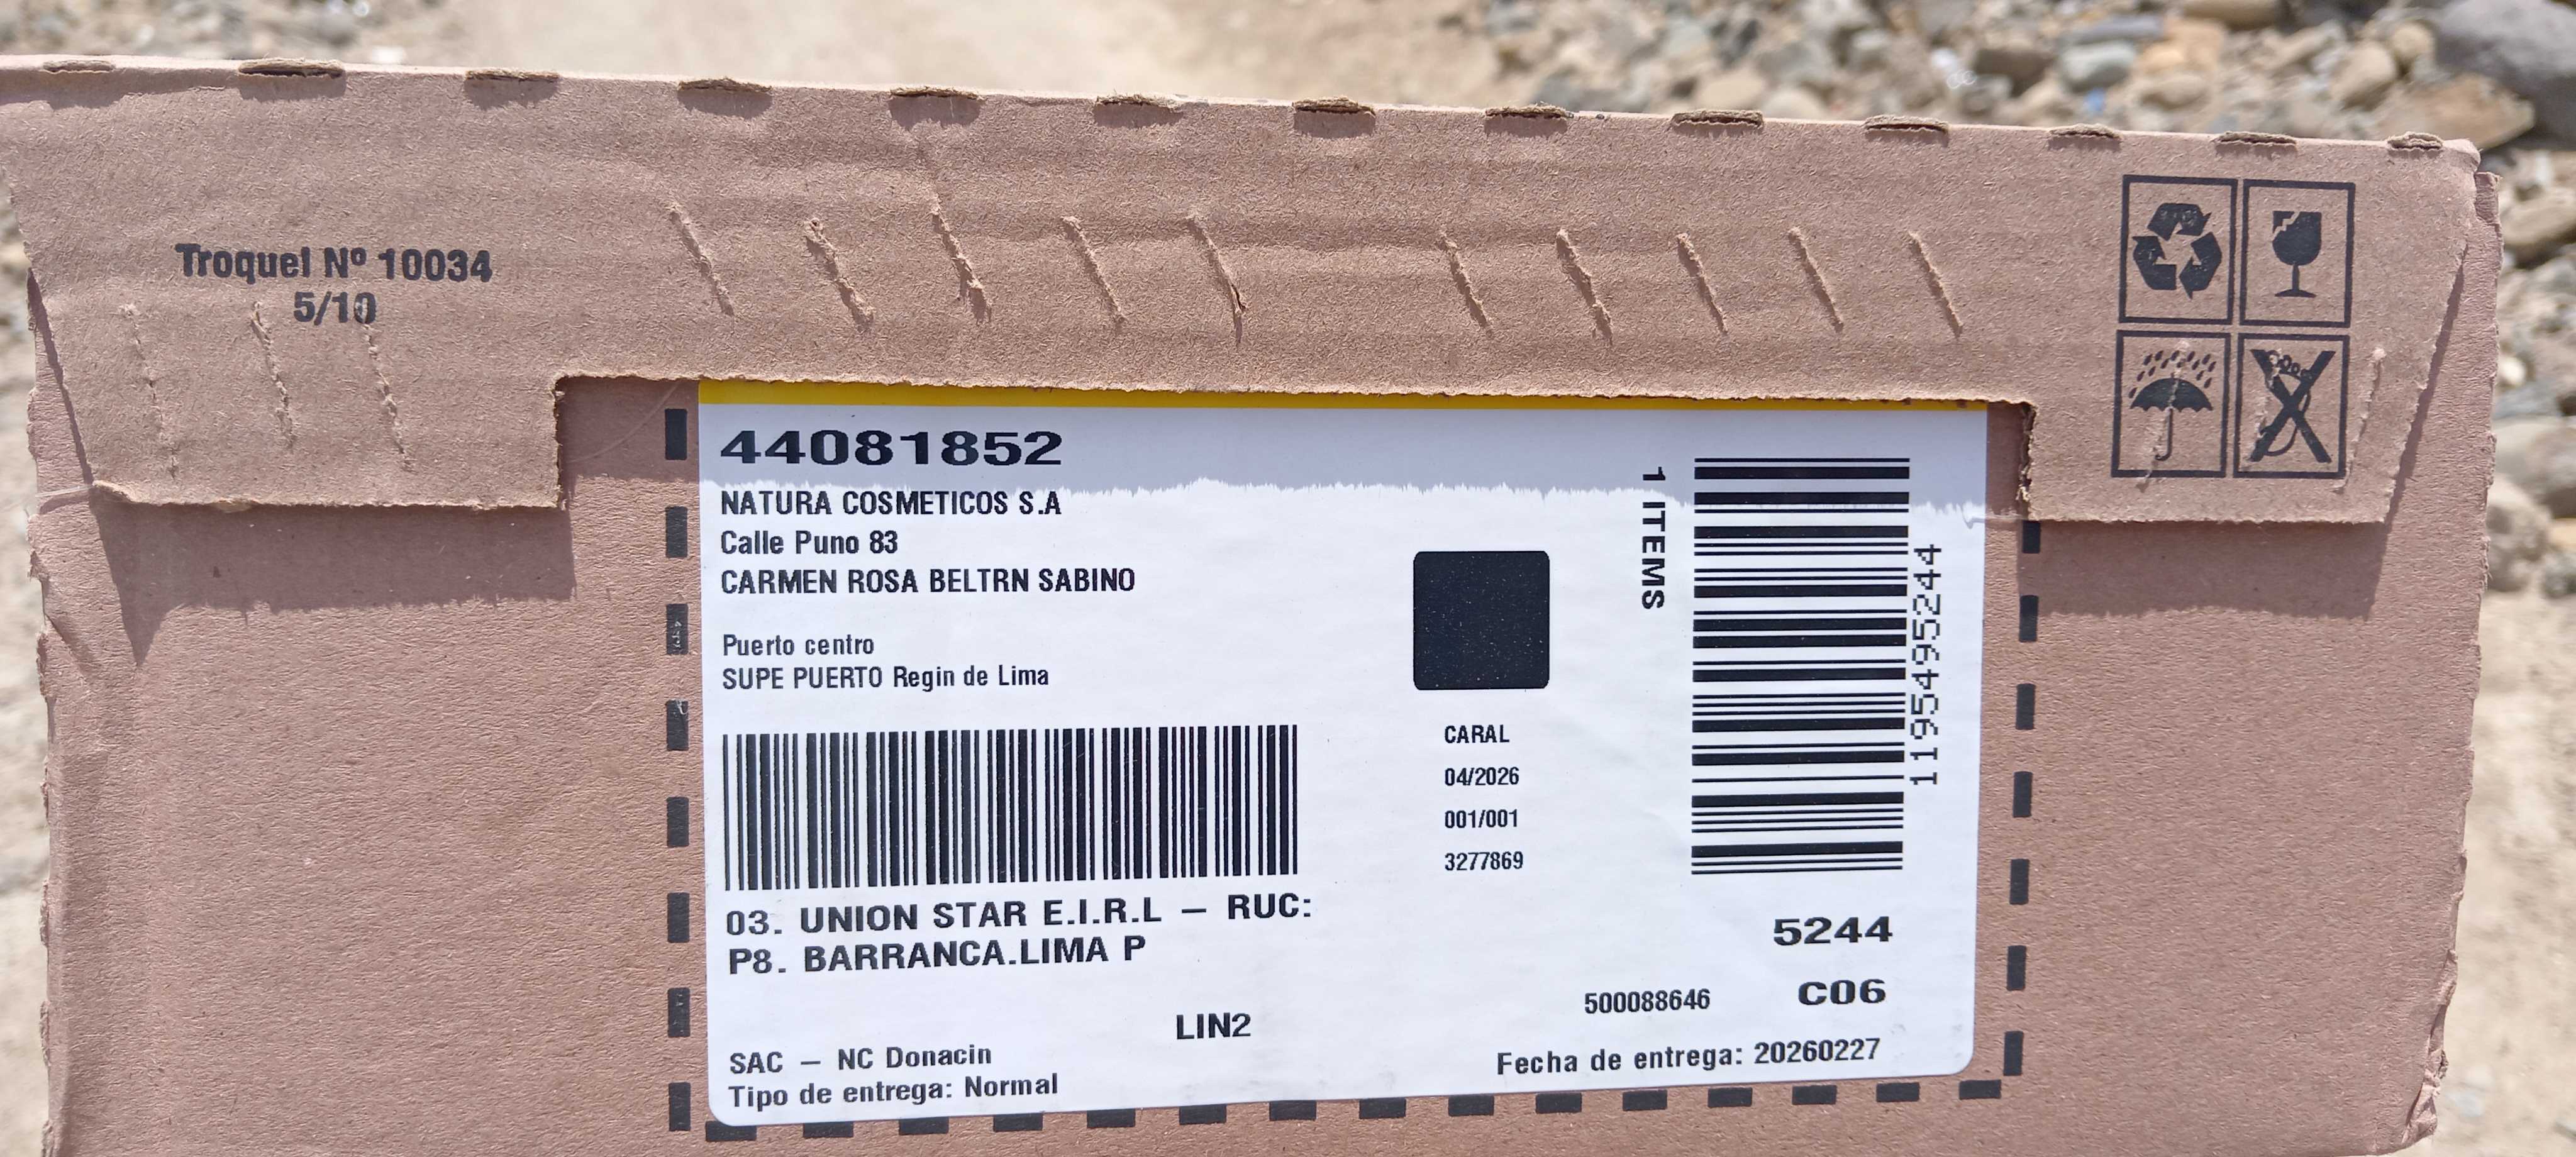 Troquel Nº 10034
5/10
44081852
NATURA COSMETICOS S.A
Calle Puno 83
CARMEN ROSA BELTRN SABINO
Puerto centro
SUPE PUERTO Regin de Lima
1 ITEMS
11954495244
CARAL
04/2026
001/001
3277869
03. UNION STAR E.I.R.L – RUC:
P8. BARRANCA.LIMA P
5244
500088646 C06
LIN2
SAC – NC Donacin
Tipo de entrega: Normal
Fecha de entrega: 20260227